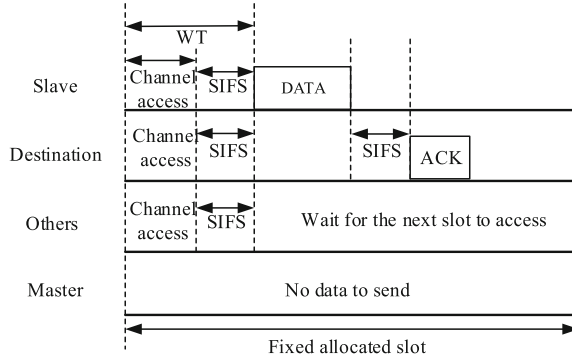 WT
Slave
Channel
access
SIFS
DATA
Destination
Channel
access
SIFS
SIFS
ACK
Others
Channel
access
SIFS
Wait for the next slot to access
Master
No data to send
Fixed allocated slot